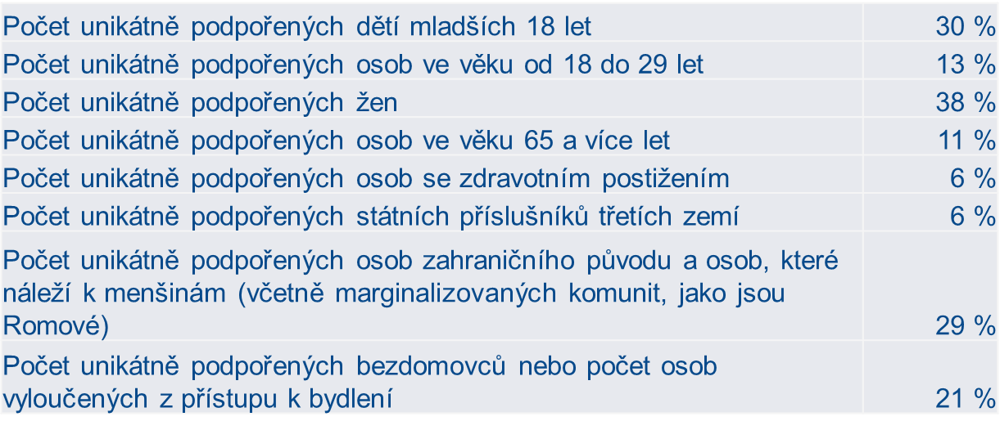 Počet unikátně podpořených dětí mladších 18 let 30 %
Počet unikátně podpořených osob ve věku od 18 do 29 let 13 %
Počet unikátně podpořených žen 38 %
Počet unikátně podpořených osob ve věku 65 a více let 11 %
Počet unikátně podpořených osob se zdravotním postižením 6 %
Počet unikátně podpořených státních příslušníků třetích zemí 6 %
Počet unikátně podpořených osob zahraničního původu a osob, které
náleží k menšinám (včetně marginalizovaných komunit, jako jsou
Romové) 29 %
Počet unikátně podpořených bezdomovců nebo počet osob
vyloučených z přístupu k bydlení 21 %